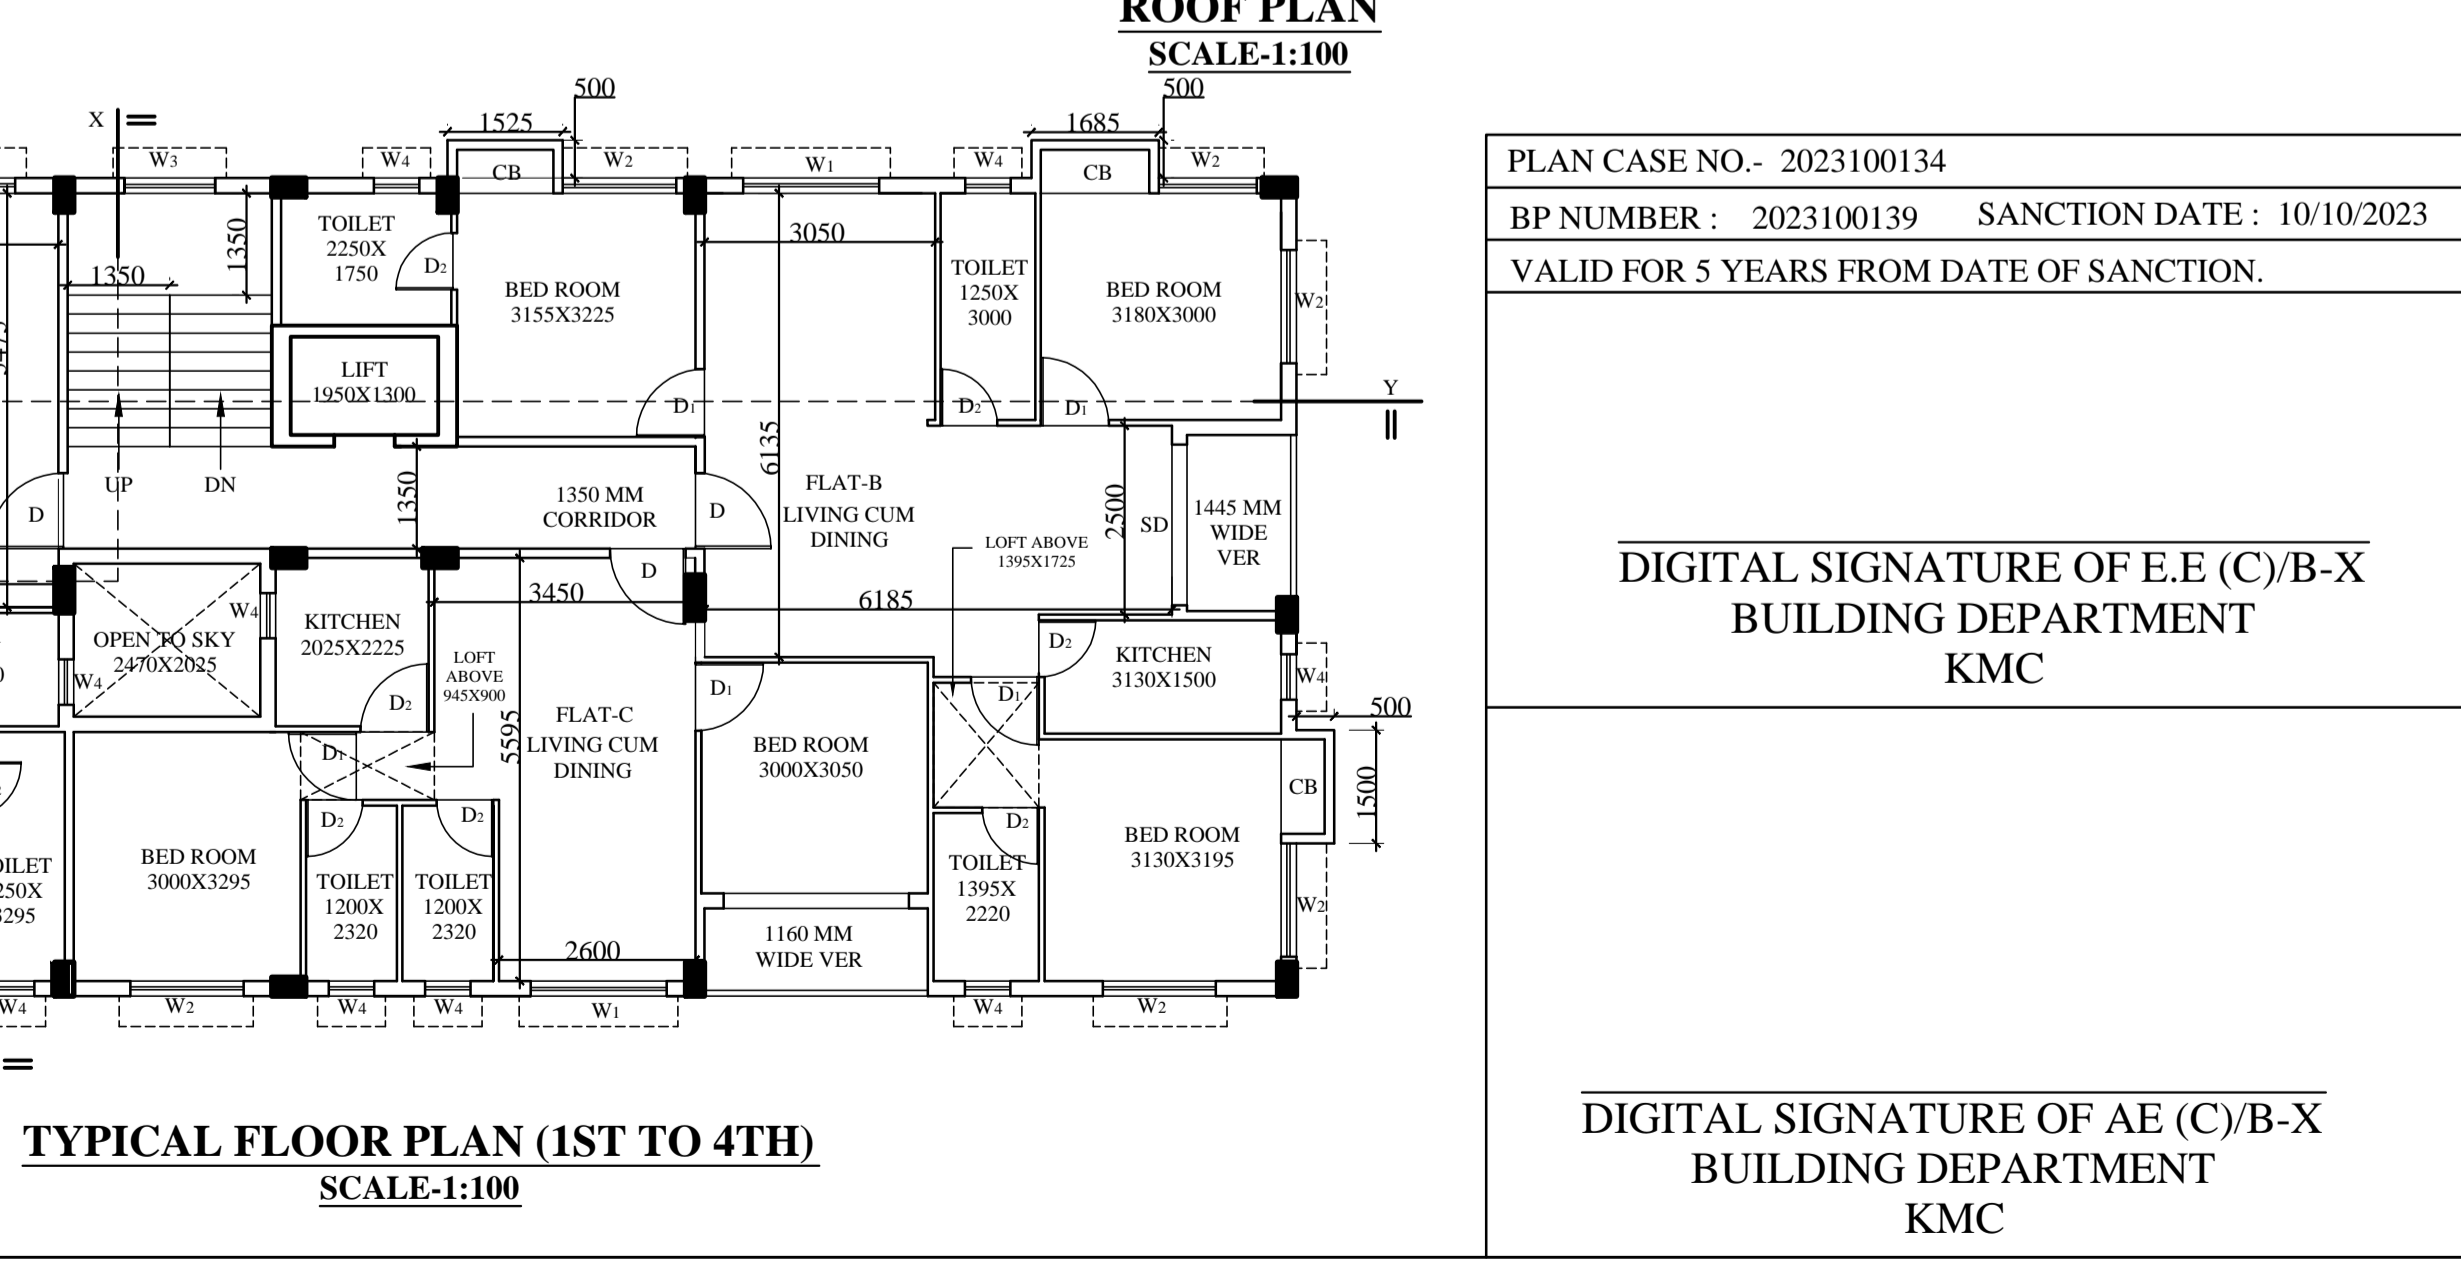 ROOF PLAN
SCALE-1:100
500
500
1525
1685
X
W3
W4
CB
W2
W1
W4
CB
W2
TOILET
2250X
1750
1350
1350
D2
BED ROOM
3155X3225
3050
TOILET
1250X
3000
BED ROOM
3180X3000
W2
LIFT
1950X1300
D1
D2
D1
Y
6135
UP
DN
D
1350
1350 MM
CORRIDOR
D
FLAT-B
LIVING CUM
DINING
2500
SD
1445 MM
WIDE
VER
LOFT ABOVE
1395X1725
D
3450
6185
OPEN TO SKY
2470X2025
W4
W4
KITCHEN
2025X2225
D2
LOFT
ABOVE
945X900
D2
KITCHEN
3130X1500
W4
D1
D1
500
5595
FLAT-C
LIVING CUM
DINING
BED ROOM
3000X3050
D1
CB
1500
D2
D2
D2
BED ROOM
3130X3195
BED ROOM
3000X3295
OILET
250X
3295
TOILET
1200X
2320
TOILET
1200X
2320
TOILET
1395X
2220
W2
2600
1160 MM
WIDE VER
W4
W2
W4
W4
W1
W4
W2
TYPICAL FLOOR PLAN (1ST TO 4TH)
SCALE-1:100
PLAN CASE NO.- 2023100134
BP NUMBER : 2023100139 SANCTION DATE : 10/10/2023
VALID FOR 5 YEARS FROM DATE OF SANCTION.
DIGITAL SIGNATURE OF E.E (C)/B-X
BUILDING DEPARTMENT
KMC
DIGITAL SIGNATURE OF AE (C)/B-X
BUILDING DEPARTMENT
KMC